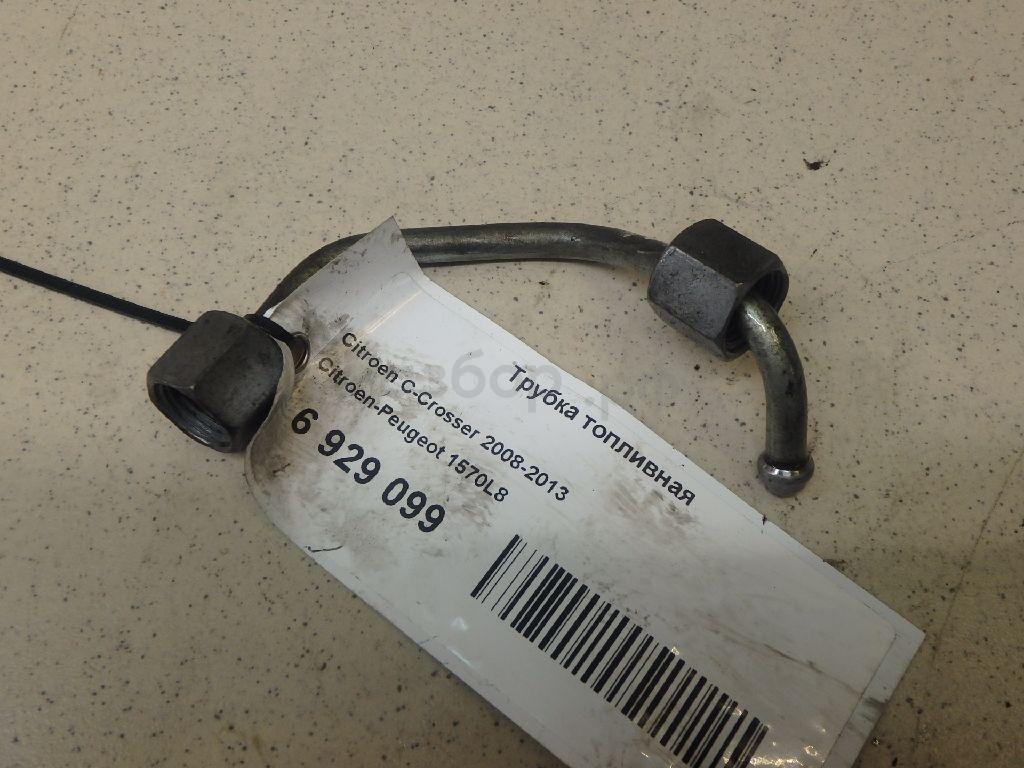 Трубка топливная
Citroen C-Crosser 2008-2013
Citroen-Peugeot 1570L8
6 929 099